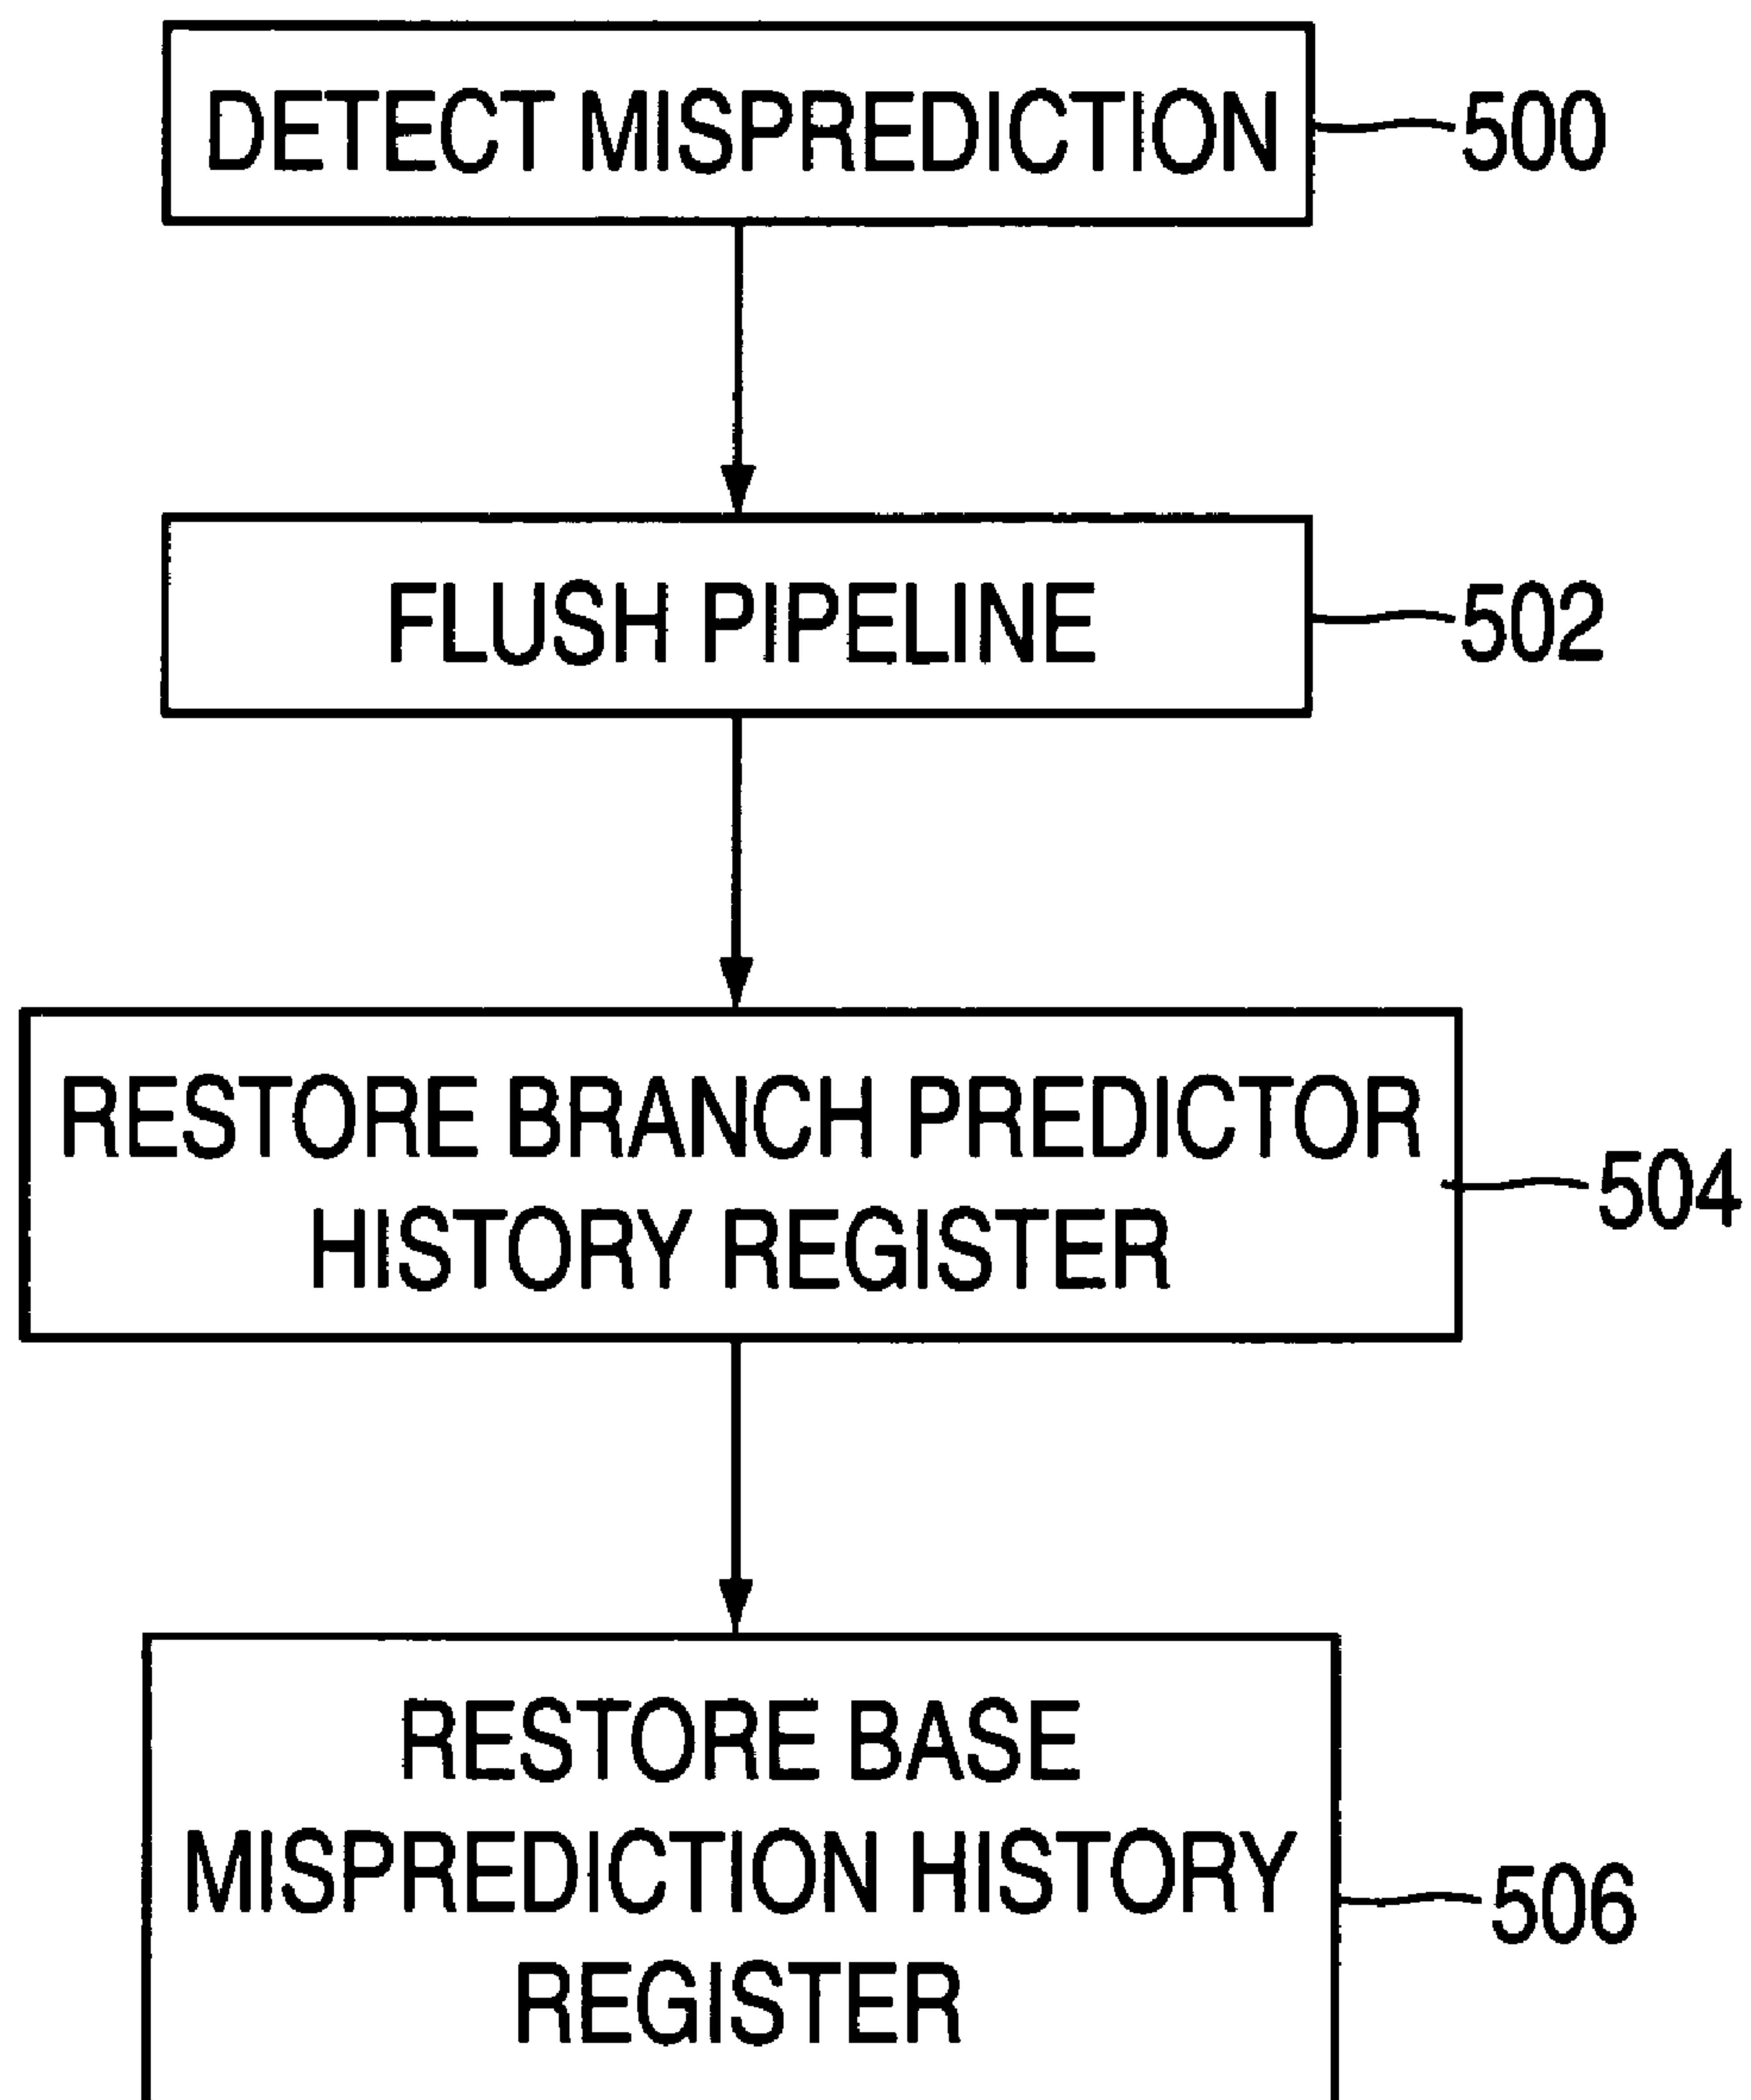 DETECT MISPREDICTION
500
FLUSH PIPELINE
502
RESTORE BRANCH PREDICTOR
HISTORY REGISTER
504
RESTORE BASE
MISPREDICTION HISTORY
REGISTER
506